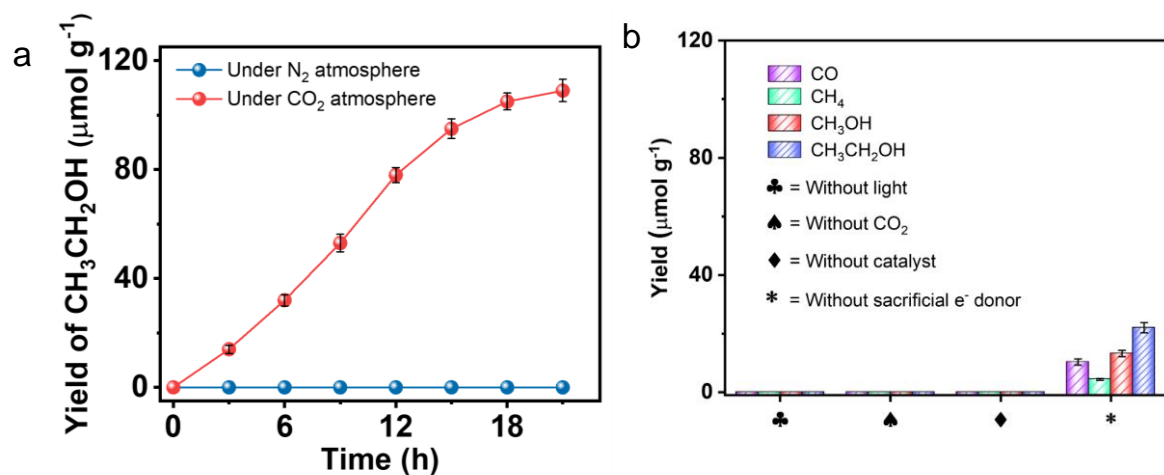 a
Yield of CH₃CH₂OH (μmol g⁻¹)
120
80
40
0
Under N₂ atmosphere
Under CO₂ atmosphere
0
6
12
18
Time (h)
b
Yield (μmol g⁻¹)
120
80
40
0
CO
CH₄
CH₃OH
CH₃CH₂OH
♣ = Without light
♠ = Without CO₂
♦ = Without catalyst
* = Without sacrificial e⁻ donor
♣
♠
♦
*